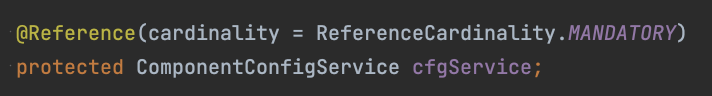 @Reference(cardinality = ReferenceCardinality.MANDATORY)
protected ComponentConfigService cfgService;